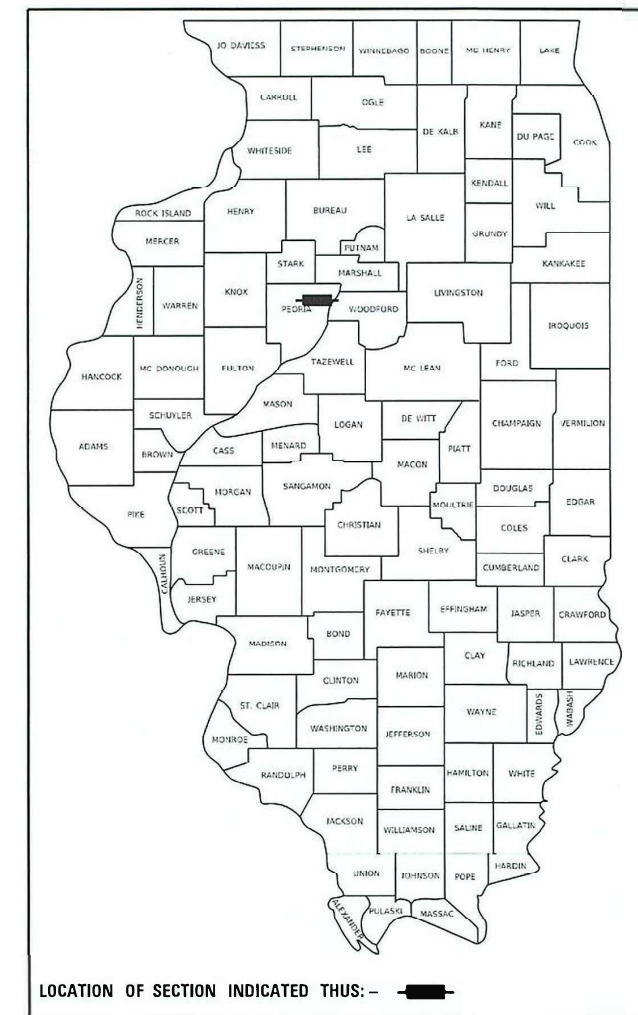 JO DAVIESS STEPHENSON WINNEBAGO BOONE MC HENRY LAKE
CARROLL OGLE
DE KALB KANE DU PAGE COOK
WHITESIDE LEE
KENDALL
ROCK ISLAND HENRY BUREAU LA SALLE WILL
MERCER PUTNAM GRUNDY
STARK MARSHALL KANKAKEE
HENDERSON WARREN KNOX PEORIA WOODFORD LIVINGSTON IROQUOIS
HANCOCK MC DONOUGH FULTON TAZEWELL MC LEAN FORD
SCHUYLER MASON LOGAN DE WITT CHAMPAIGN VERMILION
ADAMS BROWN CASS MENARD PIATT
MACON
PIKE SCOTT MORGAN SANGAMON MOULTRIE DOUGLAS EDGAR
CHRISTIAN COLES
CALHOUN GREENE MACOUPIN MONTGOMERY SHELBY CUMBERLAND CLARK
JERSEY FAYETTE EFFINGHAM JASPER CRAWFORD
MADISON BOND
CLINTON MARION CLAY RICHLAND LAWRENCE
ST. CLAIR WAYNE EDWARDS WABASH
MONROE WASHINGTON JEFFERSON
RANDOLPH PERRY FRANKLIN HAMILTON WHITE
JACKSON WILLIAMSON SALINE GALLATIN
UNION JOHNSON POPE HARDIN
ALEXANDER PULASKI MASSAC
LOCATION OF SECTION INDICATED THUS:–